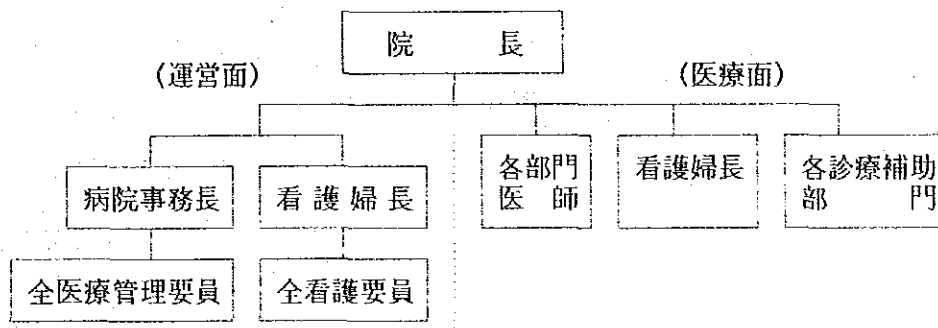 院 長
(運営面)
(医療面)
病院事務長
看護婦長
各部門
医師
看護婦長
各診療補助
部門
全医療管理要員
全看護要員